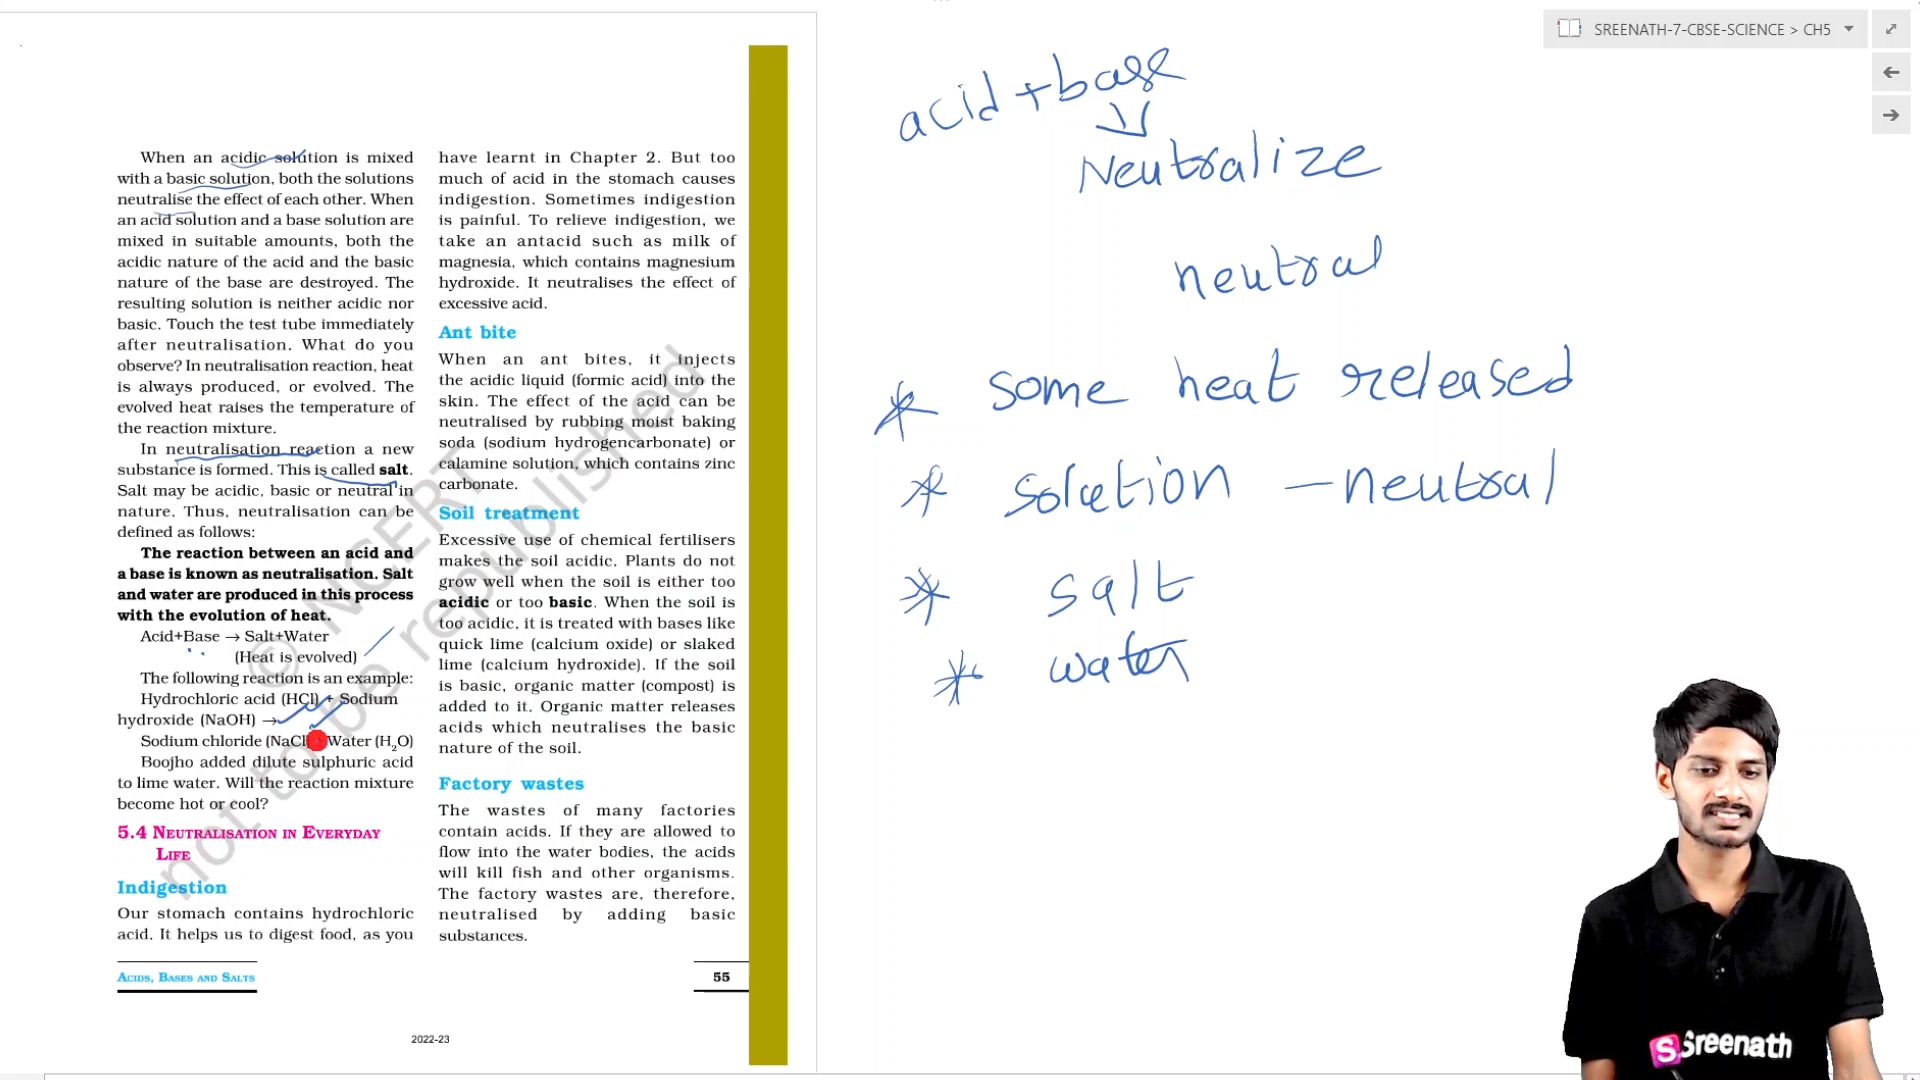 When an acidic solution is mixed
with a basic solution, both the solutions
neutralise the effect of each other. When
an acid solution and a base solution are
mixed in suitable amounts, both the
acidic nature of the acid and the basic
nature of the base are destroyed. The
resulting solution is neither acidic nor
basic. Touch the test tube immediately
after neutralisation. What do you
observe? In neutralisation reaction, heat
is always produced, or evolved. The
evolved heat raises the temperature of
the reaction mixture.
In neutralisation reaction a new
substance is formed. This is called salt.
Salt may be acidic, basic or neutral in
nature. Thus, neutralisation can be
defined as follows:
The reaction between an acid and
a base is known as neutralisation. Salt
and water are produced in this process
with the evolution of heat.
Acid+Base → Salt+Water
(Heat is evolved)
The following reaction is an example:
Hydrochloric acid (HCl) + Sodium
hydroxide (NaOH) →
Sodium chloride (NaCl) + Water (H₂O)
Boojho added dilute sulphuric acid
to lime water. Will the reaction mixture
become hot or cool?
5.4 NEUTRALISATION IN EVERYDAY
LIFE
Indigestion
Our stomach contains hydrochloric
acid. It helps us to digest food, as you
have learnt in Chapter 2. But too
much of acid in the stomach causes
indigestion. Sometimes indigestion
is painful. To relieve indigestion, we
take an antacid such as milk of
magnesia, which contains magnesium
hydroxide. It neutralises the effect of
excessive acid.
Ant bite
When an ant bites, it injects
the acidic liquid (formic acid) into the
skin. The effect of the acid can be
neutralised by rubbing moist baking
soda (sodium hydrogencarbonate) or
calamine solution, which contains zinc
carbonate.
Soil treatment
Excessive use of chemical fertilisers
makes the soil acidic. Plants do not
grow well when the soil is either too
acidic or too basic. When the soil is
too acidic, it is treated with bases like
quick lime (calcium oxide) or slaked
lime (calcium hydroxide). If the soil
is basic, organic matter (compost) is
added to it. Organic matter releases
acids which neutralises the basic
nature of the soil.
Factory wastes
The wastes of many factories
contain acids. If they are allowed to
flow into the water bodies, the acids
will kill fish and other organisms.
The factory wastes are, therefore,
neutralised by adding basic
substances.
ACIDS, BASES AND SALTS
55
2022-23
© NCERT
not to be republished
acid + base
Neutralize
neutral
* some heat released
* solution – neutral
* salt
* water
SREENATH-7-CBSE-SCIENCE > CH5
S Sreenath